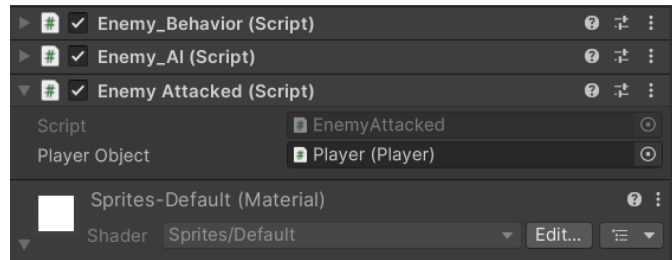 Enemy_Behavior (Script)
Enemy_AI (Script)
Enemy Attacked (Script)
Script EnemyAttacked
Player Object Player (Player)
Sprites-Default (Material)
Shader Sprites/Default Edit...